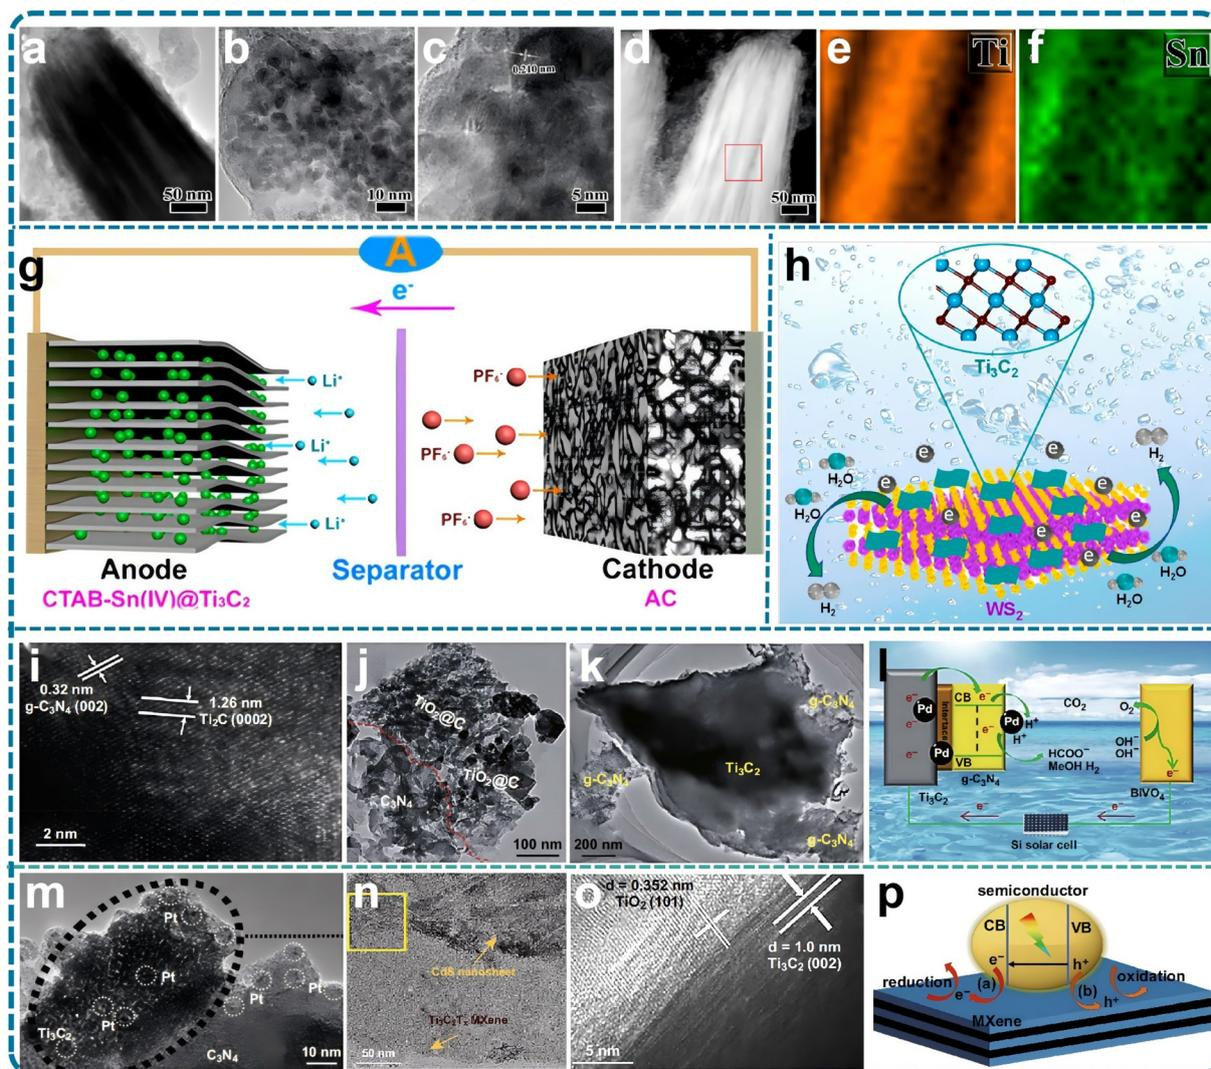 a
50 nm
b
10 nm
c
0.210 nm
5 nm
d
50 nm
e
Ti
f
Sn
g
A
e⁻
Li⁺
Li⁺
Li⁺
PF₆⁻
PF₆⁻
PF₆⁻
Anode
Separator
Cathode
CTAB-Sn(IV)@Ti₃C₂
AC
h
Ti₃C₂
e
e
e
e
e
e
e
H₂O
H₂O
H₂
H₂
H₂O
H₂O
WS₂
i
0.32 nm
g-C₃N₄ (002)
1.26 nm
Ti₂C (0002)
2 nm
j
TiO₂@C
TiO₂@C
C₃N₄
100 nm
k
g-C₃N₄
Ti₃C₂
g-C₃N₄
g-C₃N₄
200 nm
l
e⁻
e⁻
e⁻
Pd
Pd
Pd
Interface
CB
e⁻
e⁻
VB
g-C₃N₄
H⁺
H⁺
CO₂
HCOO⁻
MeOH H₂
O₂
OH⁻
OH⁻
e⁻
Ti₃C₂
BiVO₄
e⁻
e⁻
Si solar cell
m
Pt
Pt
Pt
Pt
Pt
Ti₃C₂
C₃N₄
10 nm
n
CdS nanosheet
Ti₃C₂Tₓ MXene
50 nm
o
d = 0.352 nm
TiO₂ (101)
d = 1.0 nm
Ti₃C₂ (002)
5 nm
p
semiconductor
CB
VB
e⁻
h⁺
reduction
(a)
e⁻
(b)
h⁺
oxidation
MXene